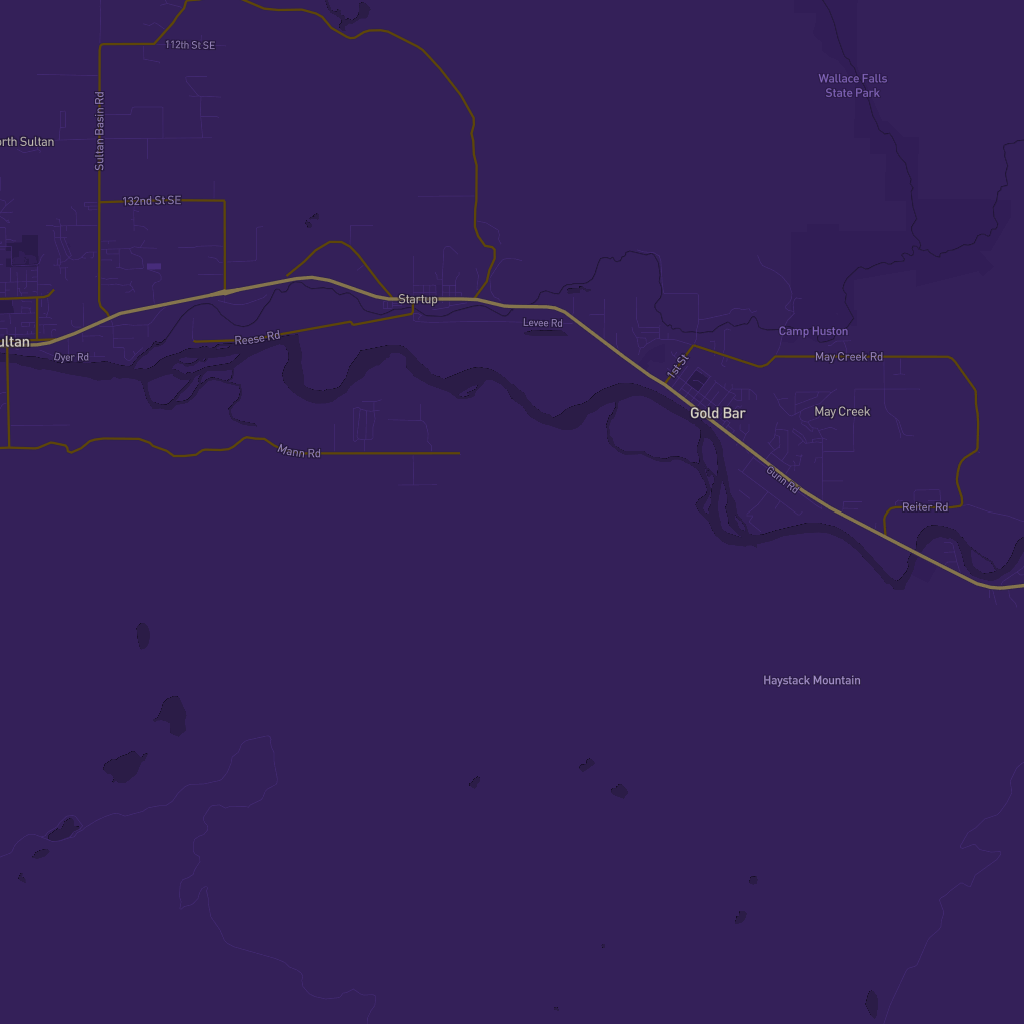 112th St SE
Wallace Falls
State Park
Sultan Basin Rd
orth Sultan
132nd St SE
Startup
Levee Rd
Camp Huston
ultan
Reese Rd
Dyer Rd
May Creek Rd
1st St
Gold Bar
May Creek
Mann Rd
Gunn Rd
Reiter Rd
Haystack Mountain